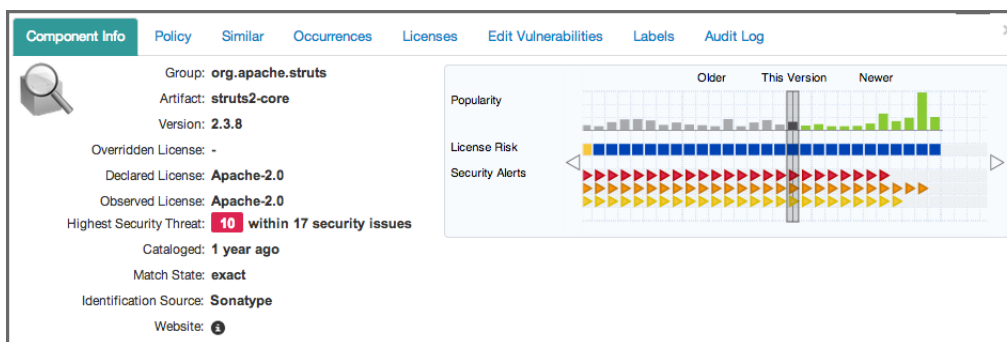 Component Info Policy Similar Occurrences Licenses Edit Vulnerabilities Labels Audit Log
Group: org.apache.struts
Artifact: struts2-core
Version: 2.3.8
Overridden License: -
Declared License: Apache-2.0
Observed License: Apache-2.0
Highest Security Threat: 10 within 17 security issues
Cataloged: 1 year ago
Match State: exact
Identification Source: Sonatype
Website:
Older This Version Newer
Popularity
License Risk
Security Alerts